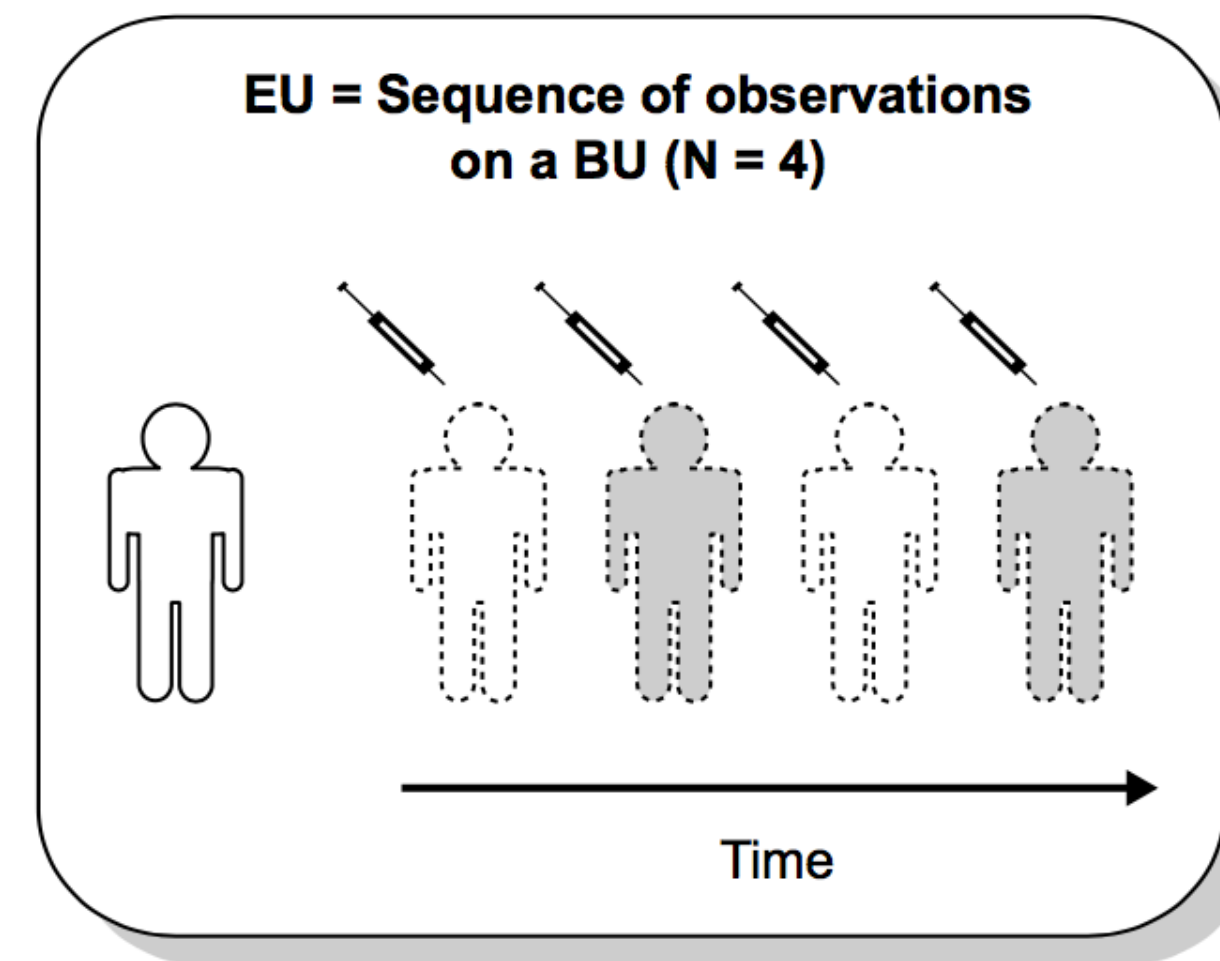 EU = Sequence of observations
on a BU (N = 4)
Time